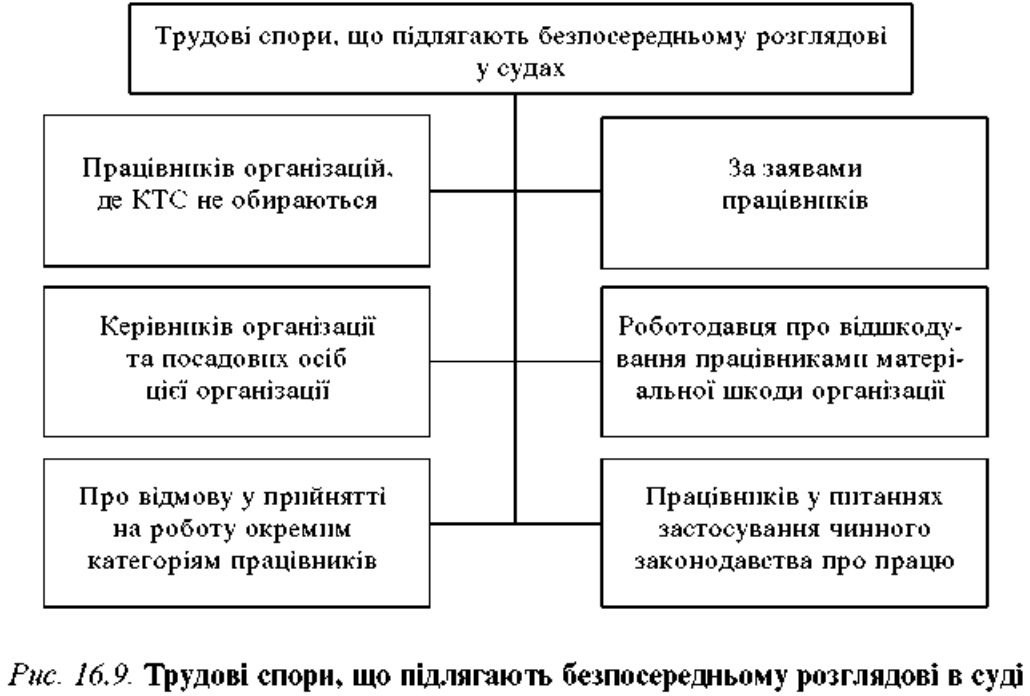 Трудові спори, що підлягають безпосередньому розглядові
у судах
Працівників організацій,
де КТС не обираються
За заявами
працівників
Керівників організації
та посадових осіб
цієї організації
Роботодавця про відшкоду-
вання працівниками матері-
альної шкоди організації
Про відмову у прийнятті
на роботу окремим
категоріям працівників
Працівників у питаннях
застосування чинного
законодавства про працю
Рис. 16.9. Трудові спори, що підлягають безпосередньому розглядові в суді